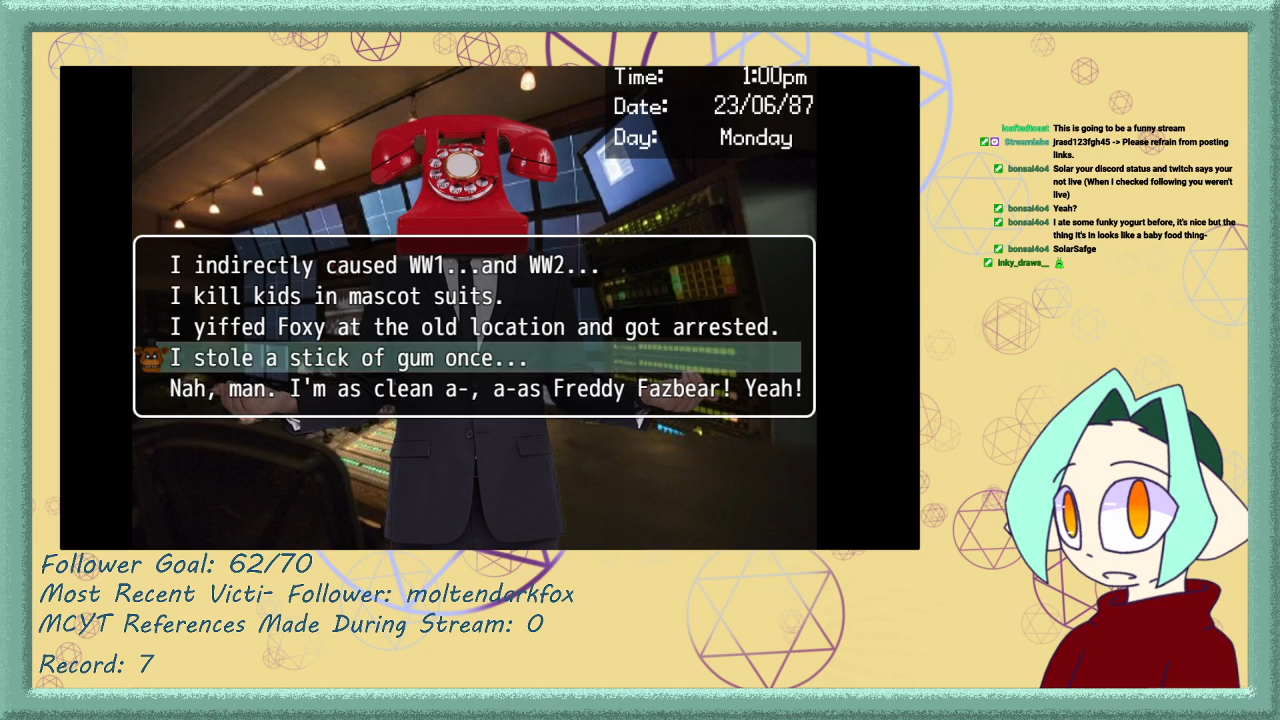 Time: 1:00pm
Date: 23/06/87
Day: Monday
I indirectly caused WW1...and WW2...
I kill kids in mascot suits.
I yiffed Foxy at the old location and got arrested.
I stole a stick of gum once...
Nah, man. I'm as clean a-, a-as Freddy Fazbear! Yeah!
loaftedtoast This is going to be a funny stream
Streamlabs jrasd123fgh45 -> Please refrain from posting
links.
bonsai4o4 Solar your discord status and twitch says your
not live (When I checked following you weren't
live)
bonsai4o4 Yeah?
bonsai4o4 I ate some funky yogurt before, it's nice but the
thing it's in looks like a baby food thing-
bonsai4o4 SolarSafge
Inky_draws__
Follower Goal: 62/70
Most Recent Victi- Follower: moltendarkfox
MCYT References Made During Stream: 0
Record: 7